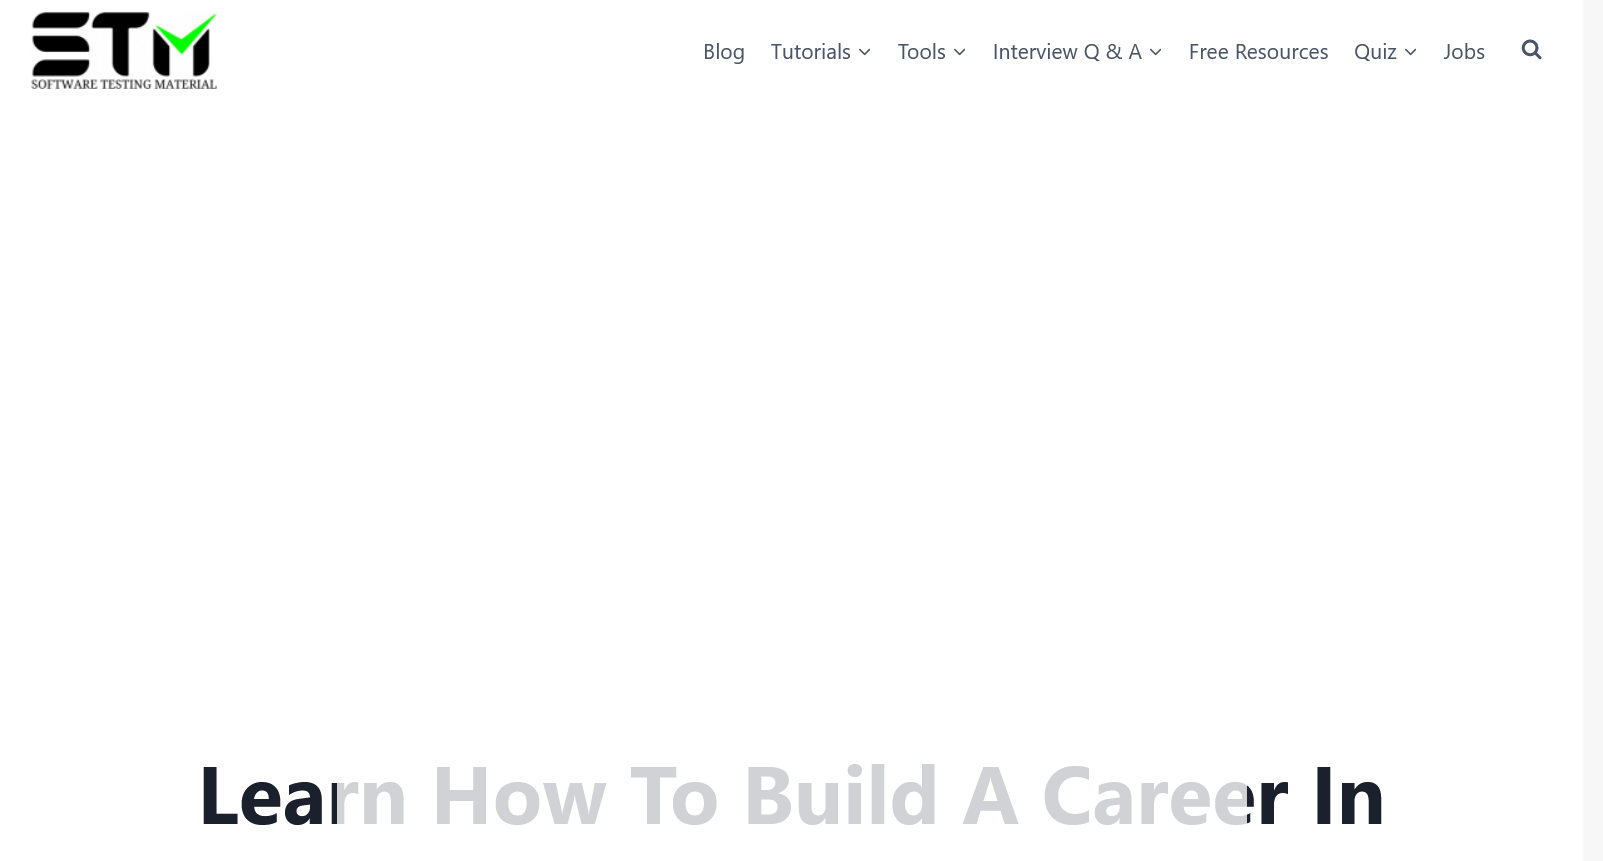 STM
SOFTWARE TESTING MATERIAL
Blog Tutorials Tools Interview Q & A Free Resources Quiz Jobs
Learn How To Build A Career In